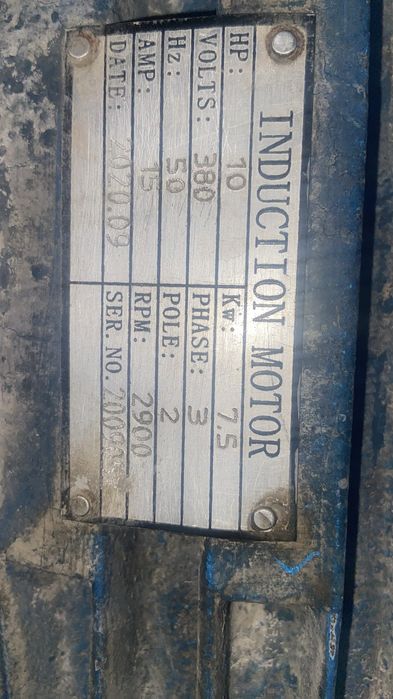 INDUCTION MOTOR
HP: 10 Kw: 7.5
VOLTS: 380 PHASE: 3
Hz: 50 POLE: 2
AMP: 15 RPM: 2900
DATE: 2020.09 SER.NO.